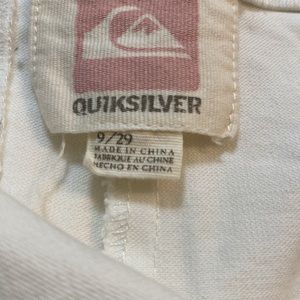 QUIKSILVER
9/29
MADE IN CHINA
FABRIQUE AU CHINE
HECHO EN CHINA